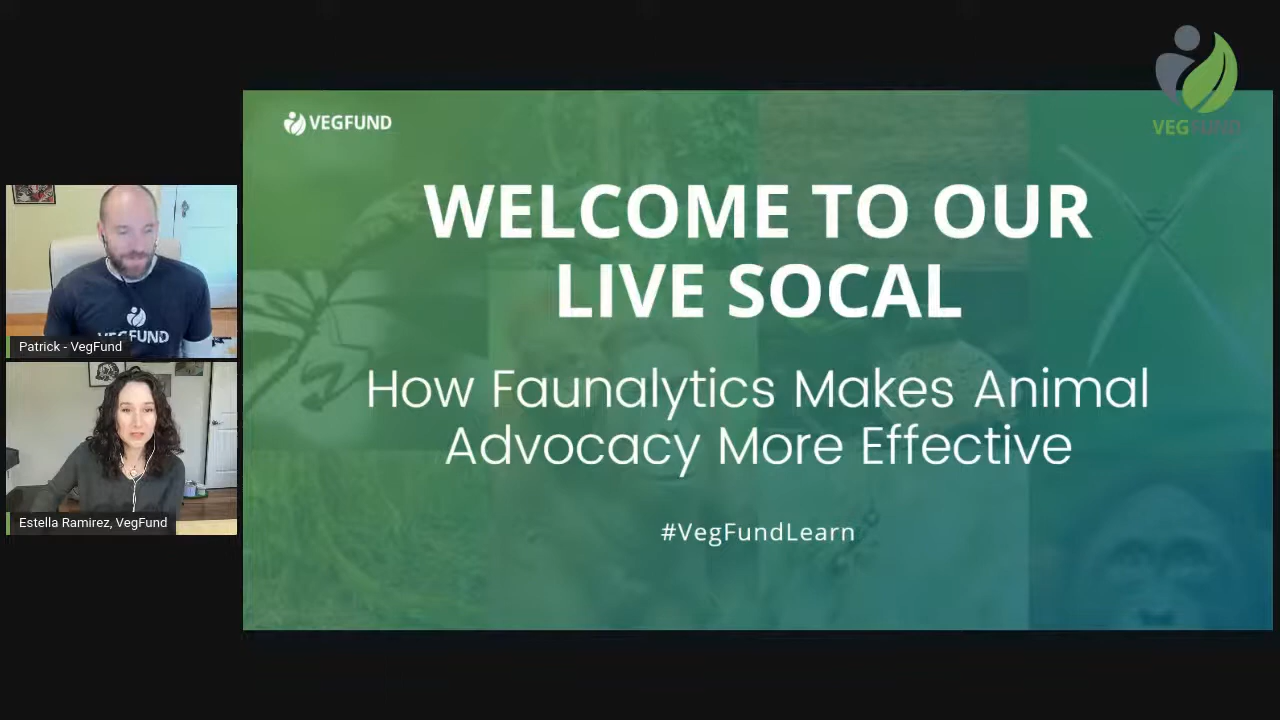 VEGFUND
VEGFUND
WELCOME TO OUR
LIVE SOCAL
How Faunalytics Makes Animal
Advocacy More Effective
#VegFundLearn
VEGFUND
Patrick - VegFund
Estella Ramirez, VegFund